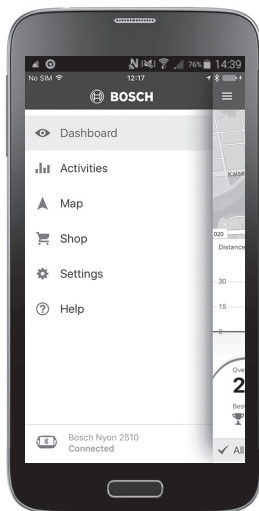 76% 14:39
No SIM 12:17
BOSCH
Dashboard
Activities
Map
Shop
Settings
Help
Bosch Nyon 2510
Connected
Kaise
020
Distance
30
15
0
Ove
2
Best
All